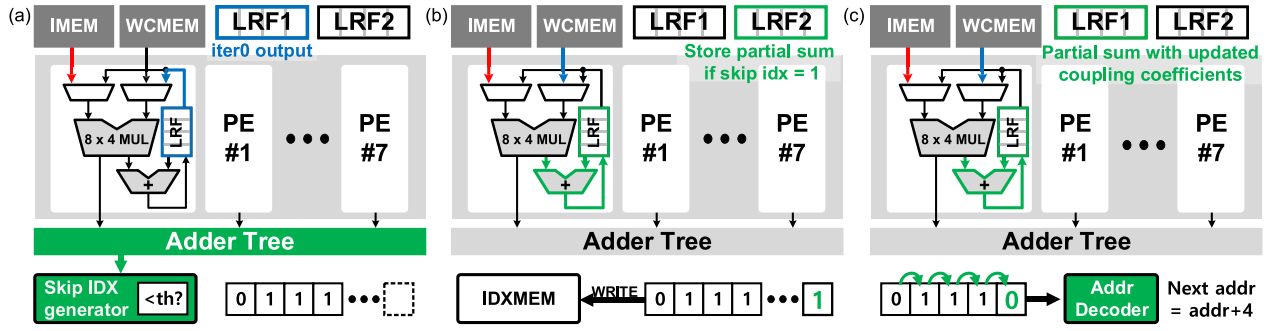 (a)
IMEM
WCMEM
LRF1
LRF2
iter0 output
8 x 4 MUL
LRF
+
PE
#1
PE
#7
Adder Tree
Skip IDX
generator
<th?
0 1 1 1
(b)
IMEM
WCMEM
LRF1
LRF2
Store partial sum
if skip idx = 1
8 x 4 MUL
LRF
+
PE
#1
PE
#7
Adder Tree
IDXMEM
WRITE
0 1 1 1 1
(c)
IMEM
WCMEM
LRF1
LRF2
Partial sum with updated
coupling coefficients
8 x 4 MUL
LRF
+
PE
#1
PE
#7
Adder Tree
0 1 1 1 0
Addr
Decoder
Next addr
= addr+4